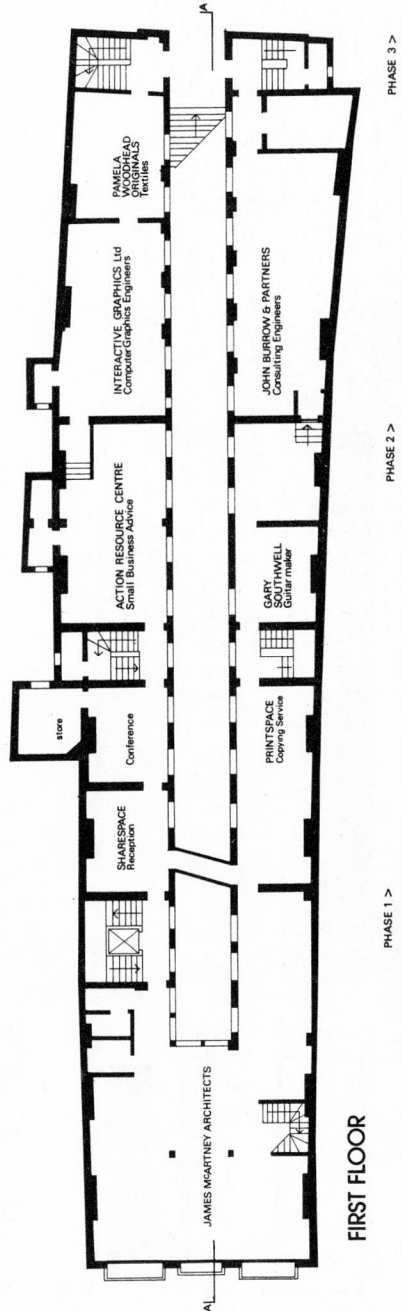 A
PAMELA
WOODHEAD
ORIGINALS
Textiles
INTERACTIVE GRAPHICS Ltd
Computer Graphics Engineers
ACTION RESOURCE CENTRE
Small Business Advice
store
Conference
SHARESPACE
Reception
JAMES McARTNEY ARCHITECTS
A
JOHN BURROW & PARTNERS
Consulting Engineers
GARY
SOUTHWELL
Guitar maker
PRINTSPACE
Copying Service
FIRST FLOOR
PHASE 1 >
PHASE 2 >
PHASE 3 >